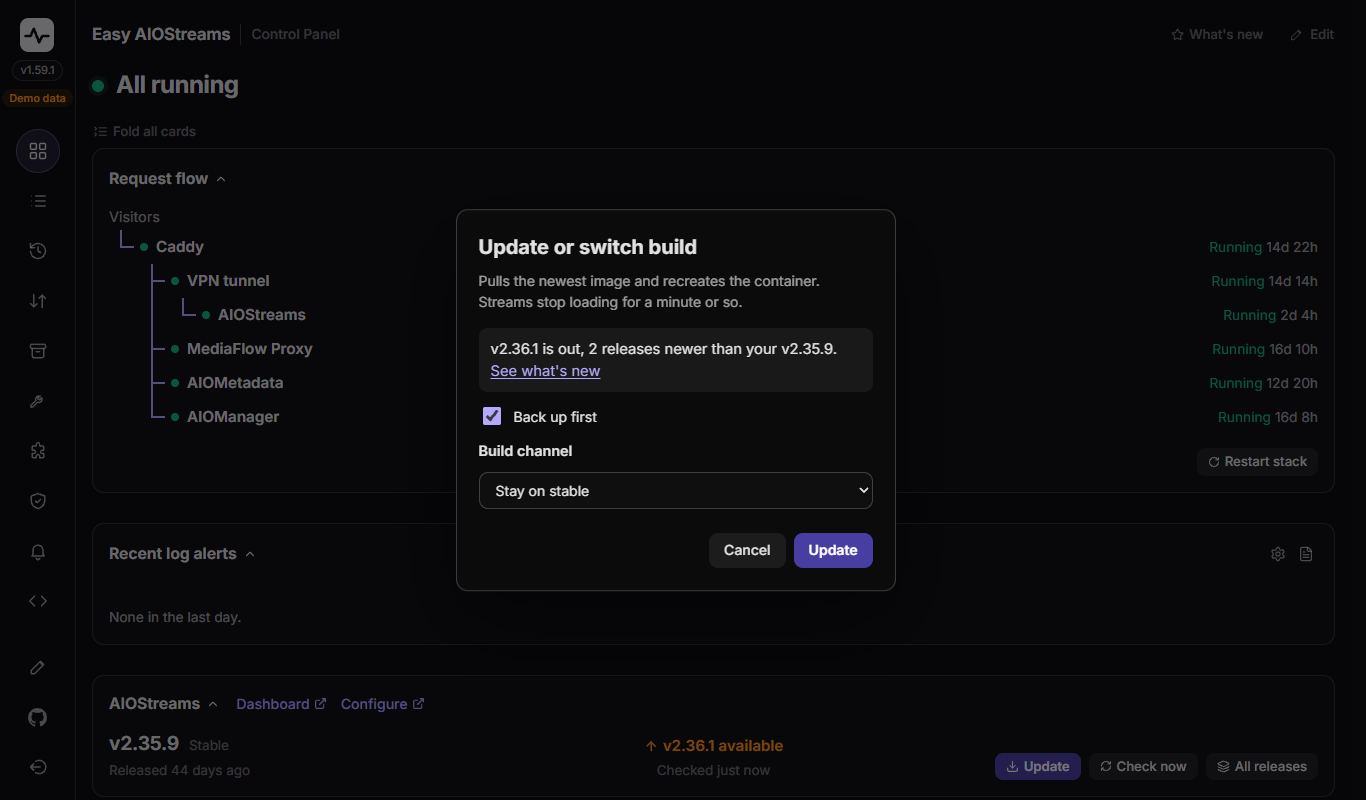 Easy AIOStreams
Control Panel
What's new
Edit
v1.59.1
Demo data
All running
Fold all cards
Request flow
Visitors
Caddy
Running 14d 22h
VPN tunnel
Running 14d 14h
AIOStreams
Running 2d 4h
MediaFlow Proxy
Running 16d 10h
AIOMetadata
Running 12d 20h
AIOManager
Running 16d 8h
Restart stack
Update or switch build
Pulls the newest image and recreates the container.
Streams stop loading for a minute or so.
v2.36.1 is out, 2 releases newer than your v2.35.9.
See what's new
Back up first
Build channel
Stay on stable
Cancel
Update
Recent log alerts
None in the last day.
AIOStreams
Dashboard
Configure
v2.35.9 Stable
Released 44 days ago
v2.36.1 available
Checked just now
Update
Check now
All releases